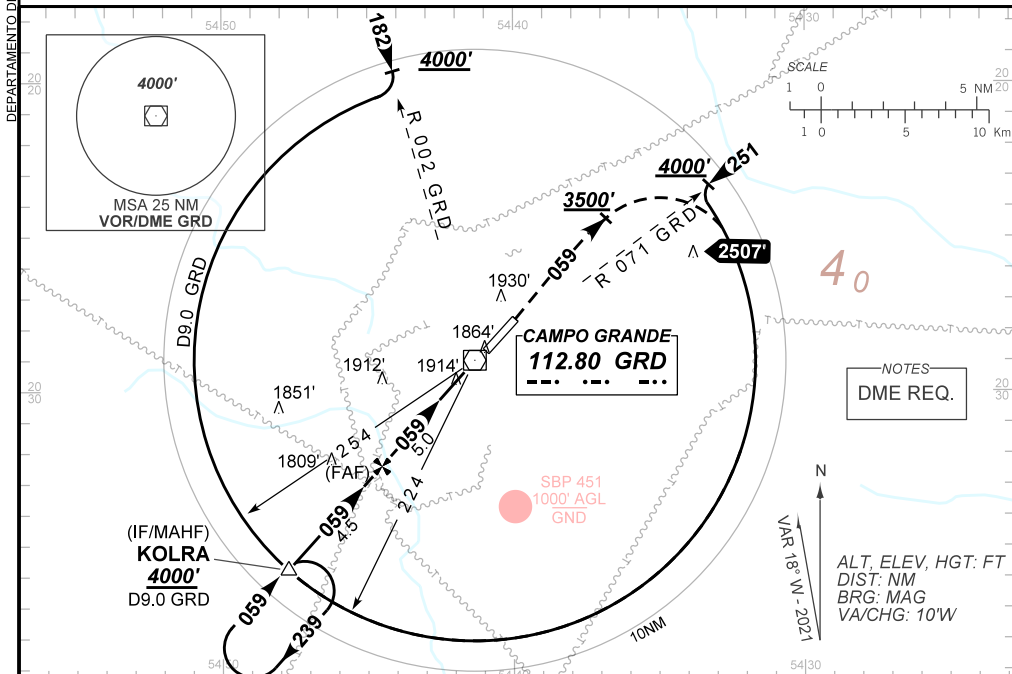 DEPARTAMENTO
54 50
54 40
54 30
182
4000'
4000'
20
20
MSA 25 NM
VOR/DME GRD
R 002 GRD
SCALE
1 0 5 NM
1 0 5 10 Km
20
20
4000'
251
3500'
R 071 GRD
059
2507'
4 0
D9.0 GRD
1930'
1864'
CAMPO GRANDE
112.80 GRD
1912'
1914'
1851'
254
059
5.0
1809'
(FAF)
224
20
30
20
30
NOTES
DME REQ.
SBP 451
1000' AGL
GND
059
4.5
(IF/MAHF)
KOLRA
4000'
D9.0 GRD
059
239
10NM
N
VAR 18° W - 2021
ALT, ELEV, HGT: FT
DIST: NM
BRG: MAG
VA/CHG: 10'W
54 50
54 30